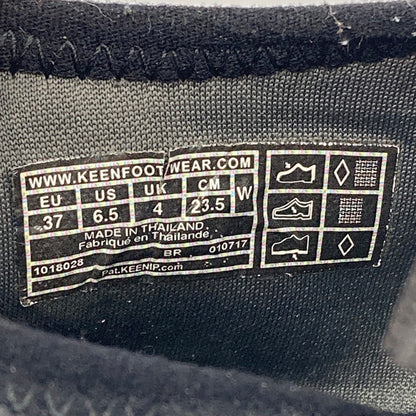 WWW.KEENFOOTWEAR.COM
EU US UK CM W
37 6.5 4 23.5
MADE IN THAILAND
Fabriqué en Thaïlande
1018028 BR 010717
Pat.KEENIP.com